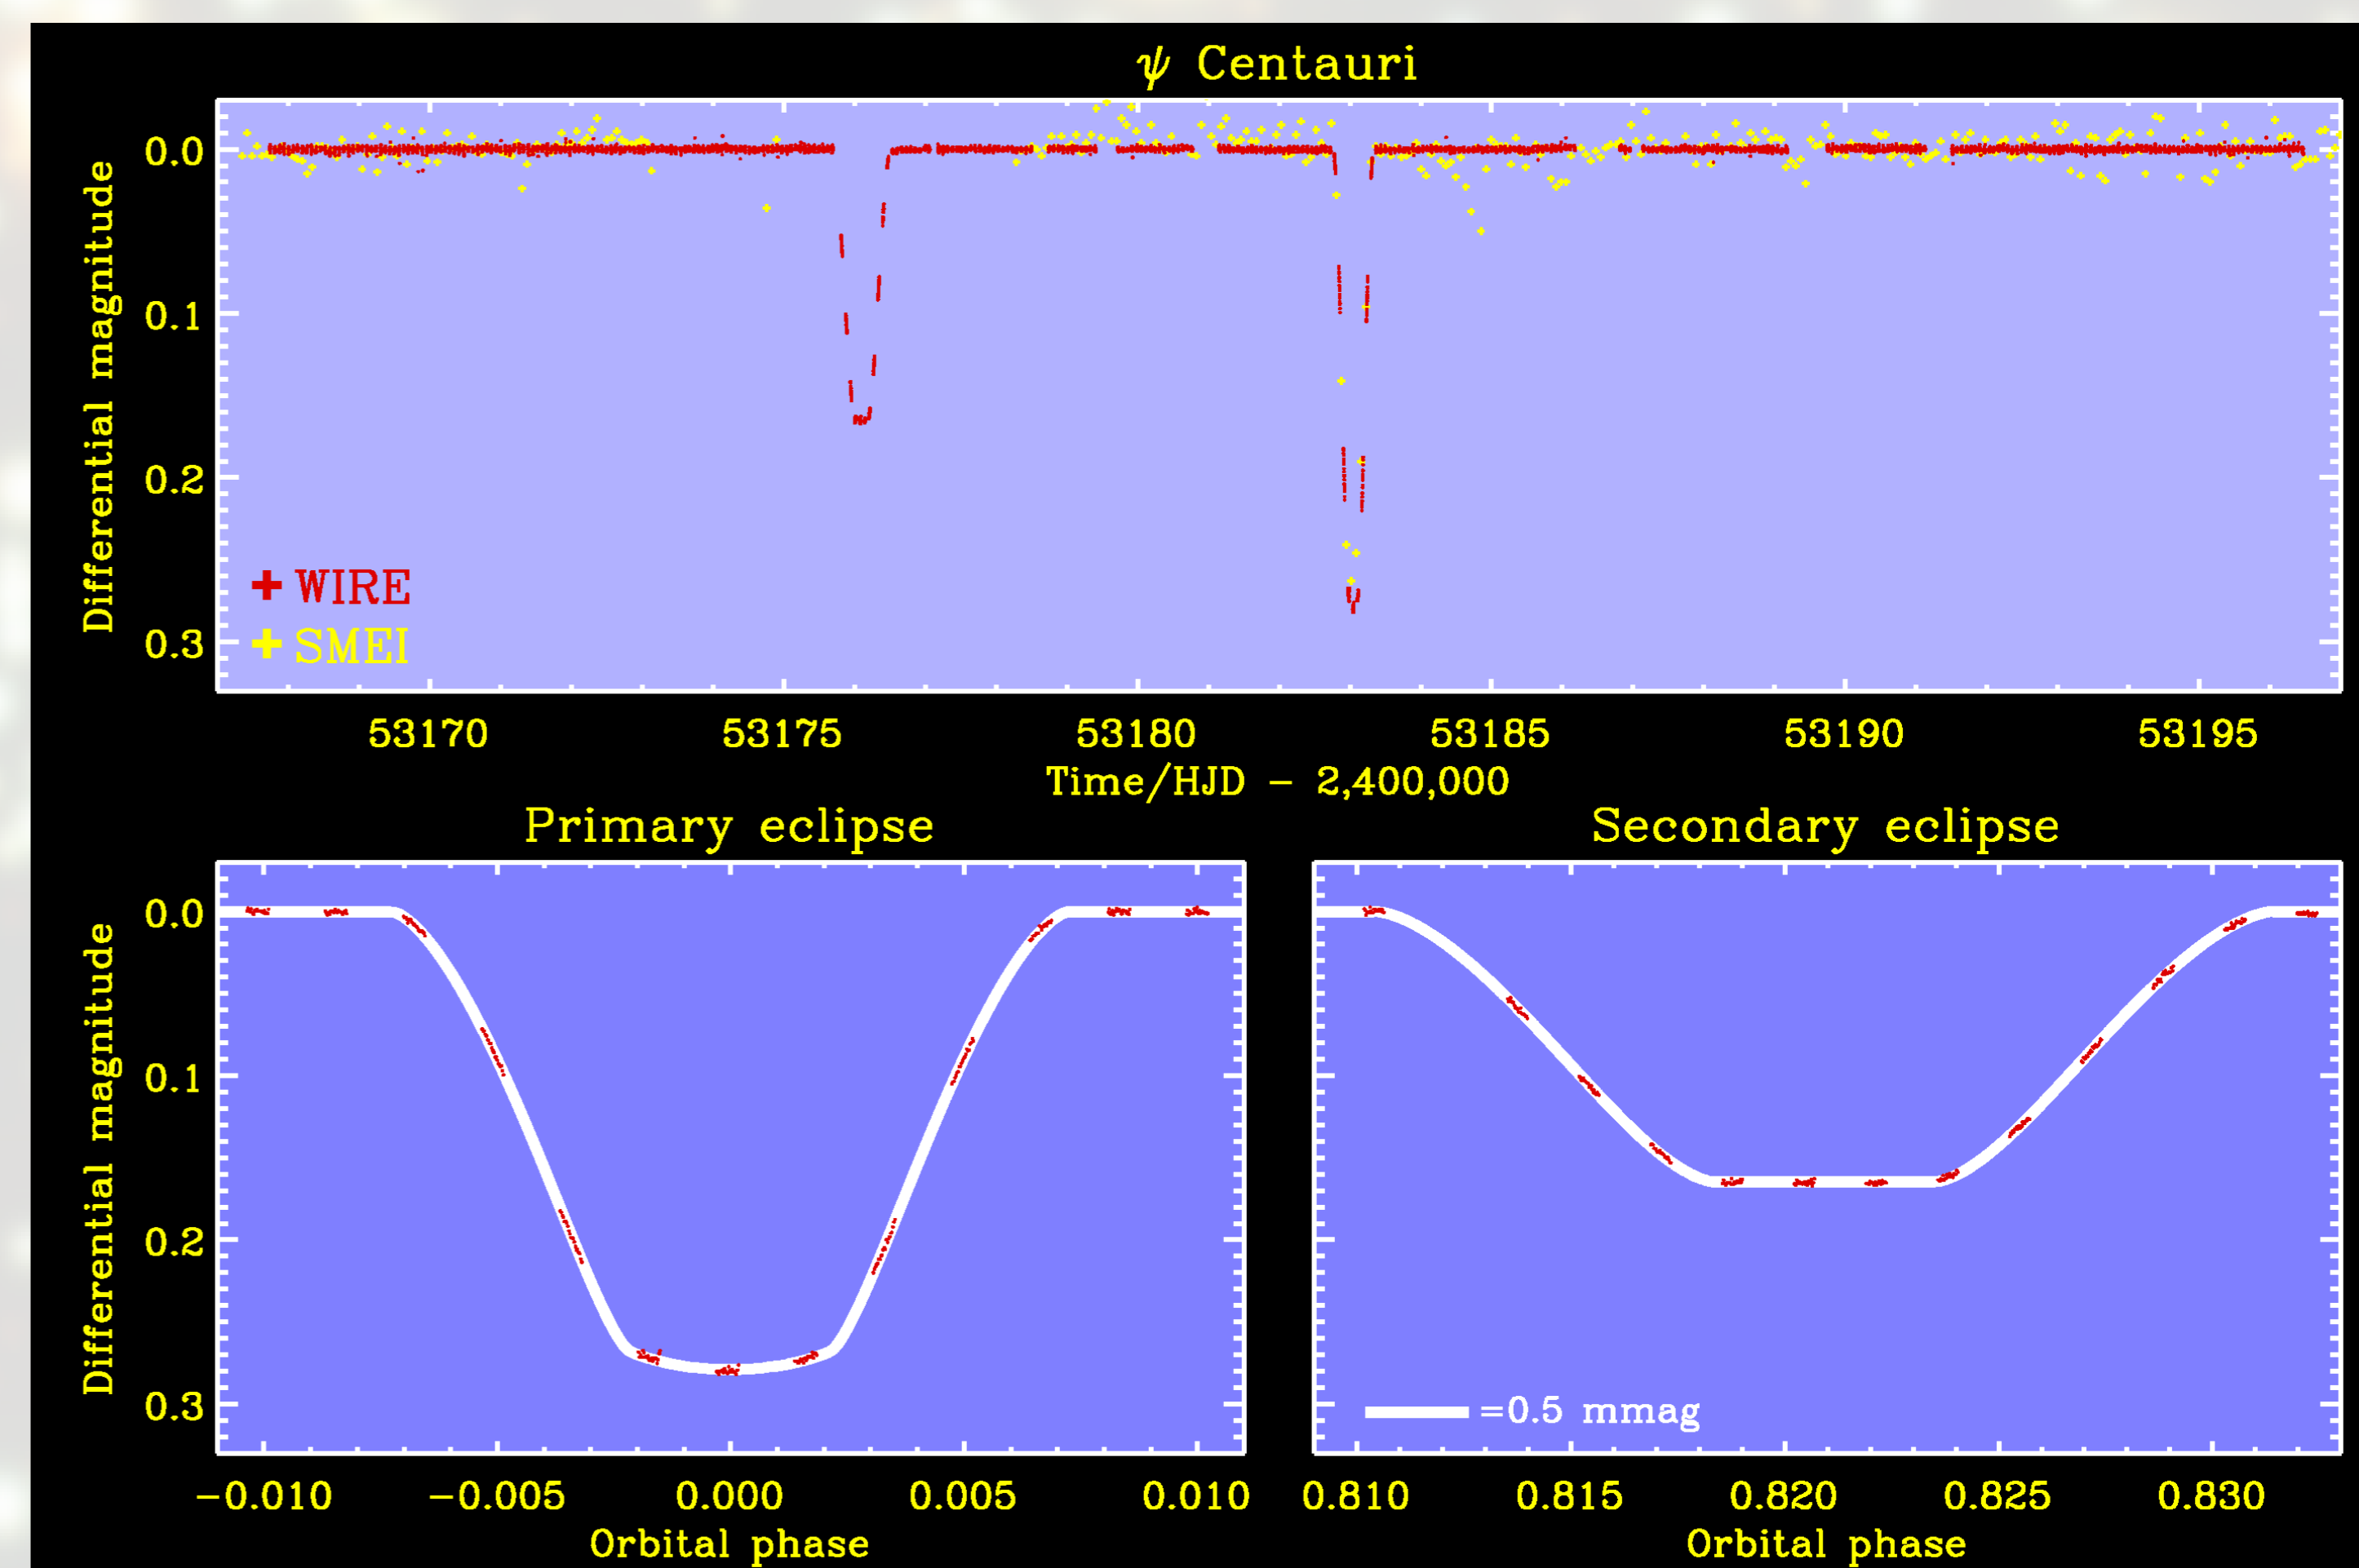 ψ Centauri
Differential magnitude
0.0
0.1
0.2
0.3
+ WIRE
+ SMEI
53170 53175 53180 53185 53190 53195
Time/HJD - 2,400,000
Primary eclipse
Differential magnitude
0.0
0.1
0.2
0.3
-0.010 -0.005 0.000 0.005 0.010
Orbital phase
Secondary eclipse
=0.5 mmag
0.810 0.815 0.820 0.825 0.830
Orbital phase